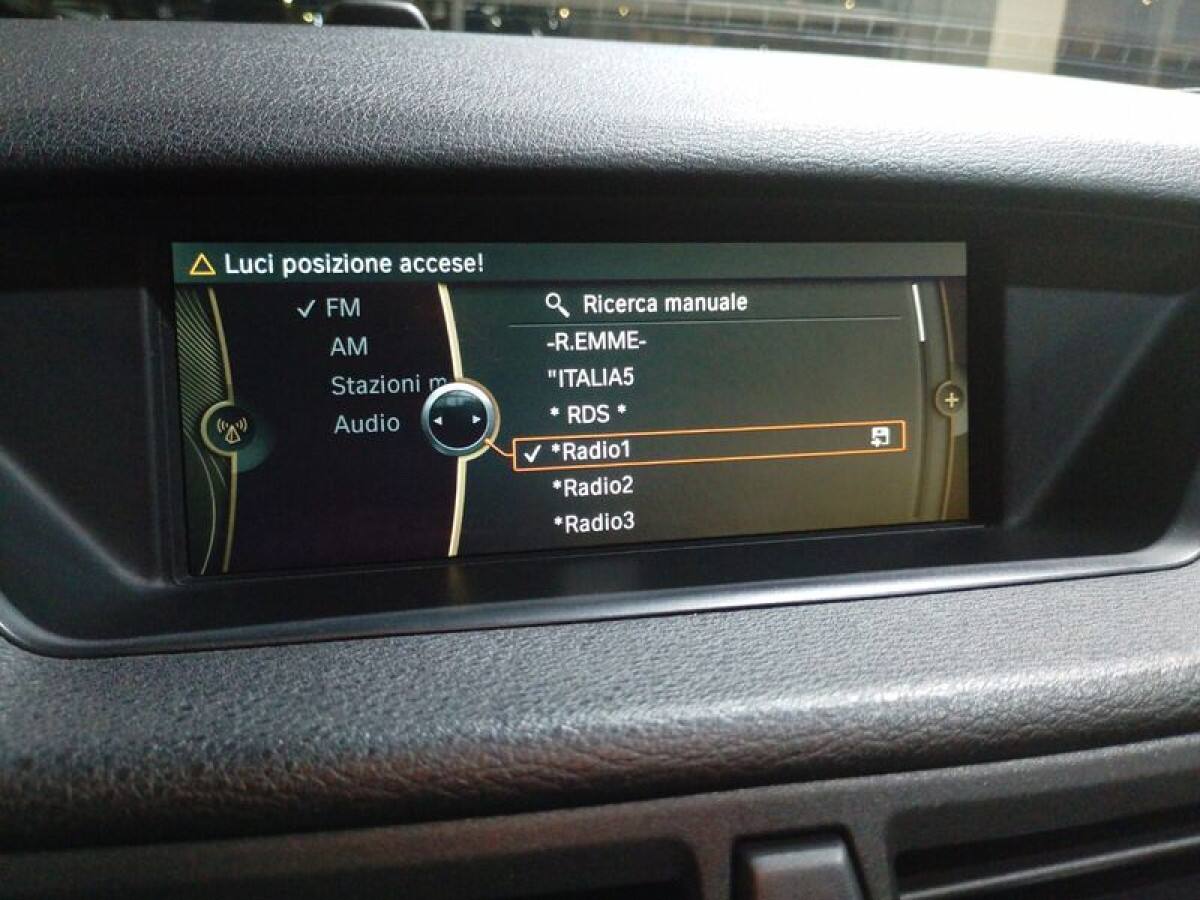 Luci posizione accese!
FM
AM
Stazioni m
Audio
Ricerca manuale
-R.EMME-
"ITALIA5
* RDS *
*Radio1
*Radio2
*Radio3